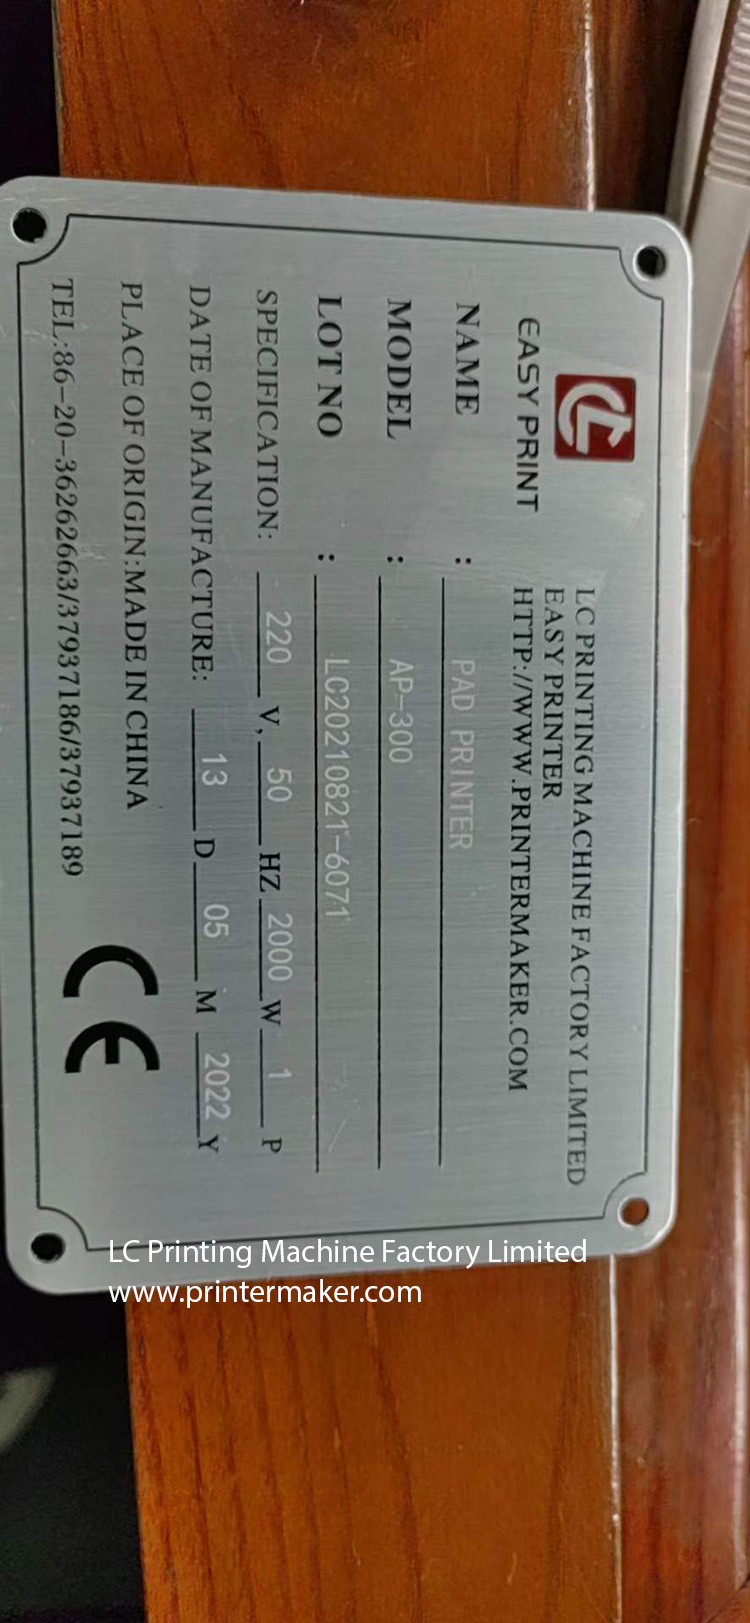 LC
EASY PRINT
LC PRINTING MACHINE FACTORY LIMITED
EASY PRINTER
HTTP://WWW.PRINTERMAKER.COM
NAME : PAD PRINTER
MODEL : AP-300
LOT NO : LC20210821-6071
SPECIFICATION: 220 V, 50 HZ 2000 W 1 P
DATE OF MANUFACTURE: 13 D 05 M 2022 Y
PLACE OF ORIGIN:MADE IN CHINA
TEL:86-20-36262663/37937186/37937189
CE
LC Printing Machine Factory Limited
www.printermaker.com